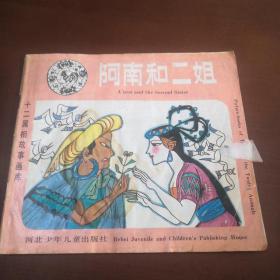 阿南和二姐
A'nan and the Second Sister
十二属相故事画库
河北少年儿童出版社 Hebei Juvenile and Children's Publishing House